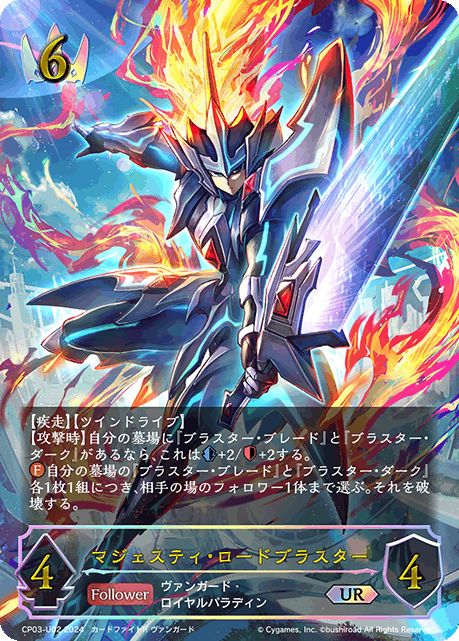 6
【疾走】【ツインドライブ】
【攻撃時】自分の墓場に『ブラスター・ブレード』と『ブラスター・
ダーク』があるなら、これは+2/+2する。
F自分の墓場の『ブラスター・ブレード』と『ブラスター・ダーク』
各1枚1組につき、相手の場のフォロワー1体まで選ぶ。それを破
壊する。
マジェスティ・ロードブラスター
4
Follower
ヴァンガード・
ロイヤルパラディン
UR
4
CP03-U02 2024 カードファイト!! ヴァンガード
© Cygames, Inc. ©bushiroad All Rights Reserved.